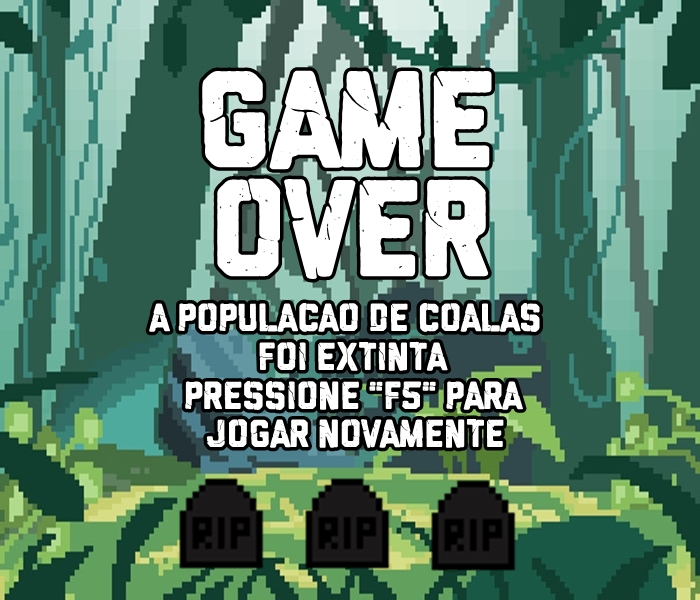 GAME
OVER
A POPULACAO DE COALAS
FOI EXTINTA
PRESSIONE "F5" PARA
JOGAR NOVAMENTE
RIP RIP RIP